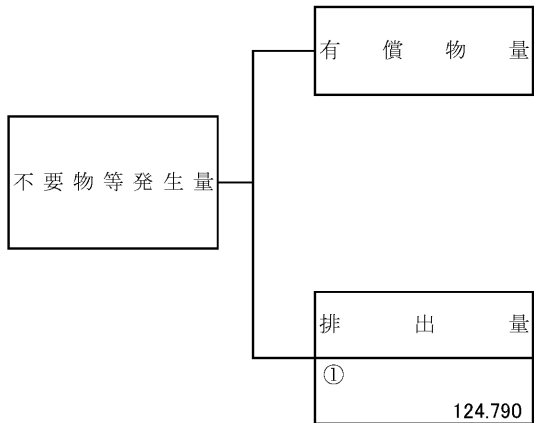 有償物量
不要物等発生量
排出量
①
124.790